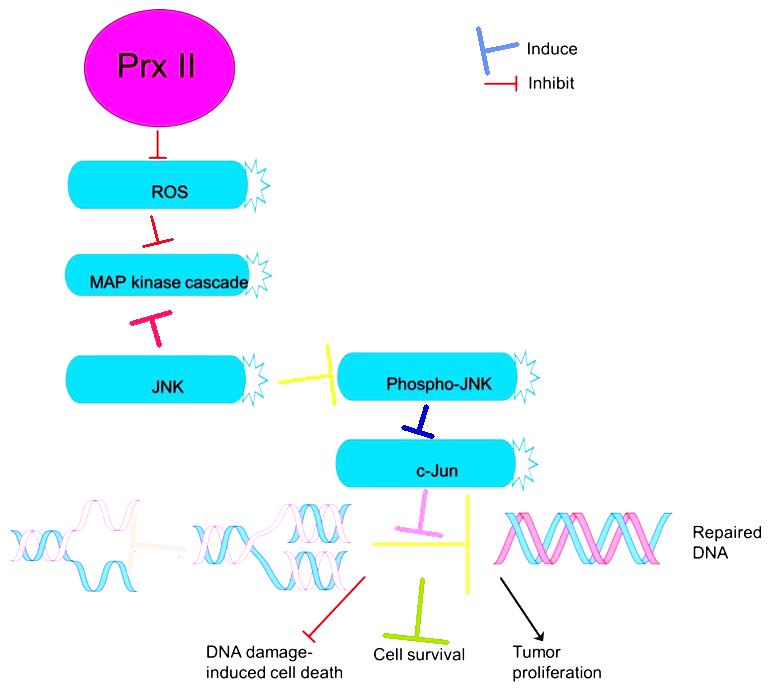 Prx II
Induce
Inhibit
ROS
MAP kinase cascade
JNK
Phospho-JNK
c-Jun
Repaired
DNA
DNA damage-
induced cell death
Cell survival
Tumor
proliferation